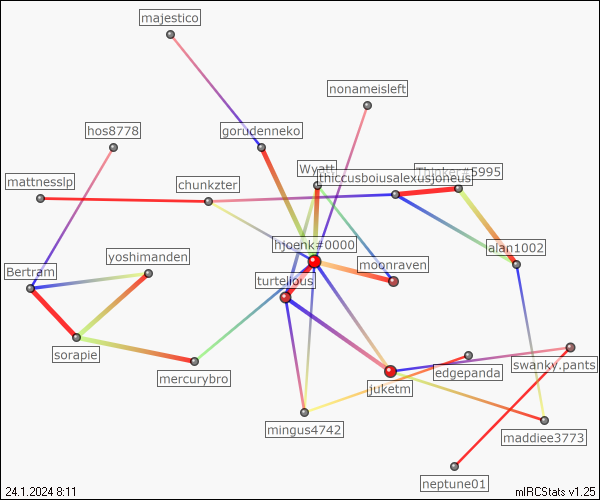 majestico
nonameisleft
hos8778
gorudenneko
Wyatt
Thinker#5995
thiccusboiusalexusjoneus
mattnesslp
chunkzter
hjoenk#0000
alan1002
yoshimanden
moonraven
Bertram
turtelious
sorapie
swanky.pants
edgepanda
mercurybro
juketm
mingus4742
maddiee3773
neptune01
24.1.2024 8:11
mIRCStats v1.25